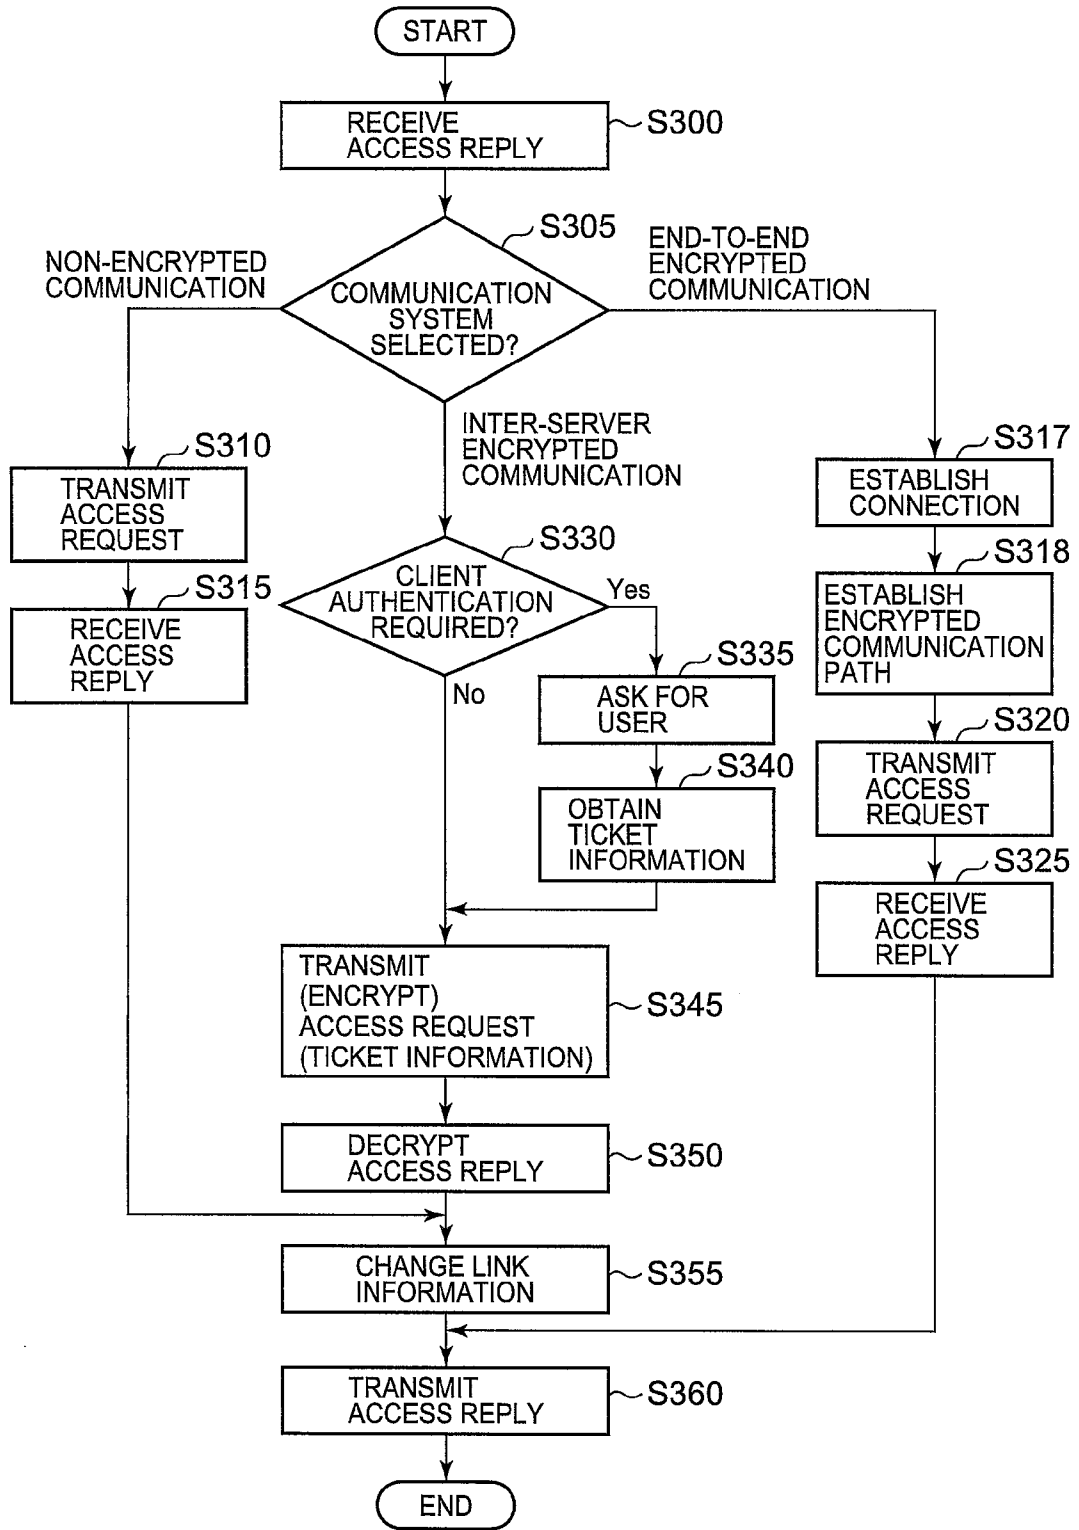 START
RECEIVE
ACCESS REPLY
S300
S305
COMMUNICATION
SYSTEM
SELECTED?
NON-ENCRYPTED
COMMUNICATION
END-TO-END
ENCRYPTED
COMMUNICATION
INTER-SERVER
ENCRYPTED
COMMUNICATION
S310
TRANSMIT
ACCESS
REQUEST
S315
RECEIVE
ACCESS
REPLY
S330
CLIENT
AUTHENTICATION
REQUIRED?
Yes
No
S335
ASK FOR
USER
S340
OBTAIN
TICKET
INFORMATION
S317
ESTABLISH
CONNECTION
S318
ESTABLISH
ENCRYPTED
COMMUNICATION
PATH
S320
TRANSMIT
ACCESS
REQUEST
S325
RECEIVE
ACCESS
REPLY
TRANSMIT
(ENCRYPT)
ACCESS REQUEST
(TICKET INFORMATION)
S345
DECRYPT
ACCESS REPLY
S350
CHANGE LINK
INFORMATION
S355
TRANSMIT
ACCESS REPLY
S360
END